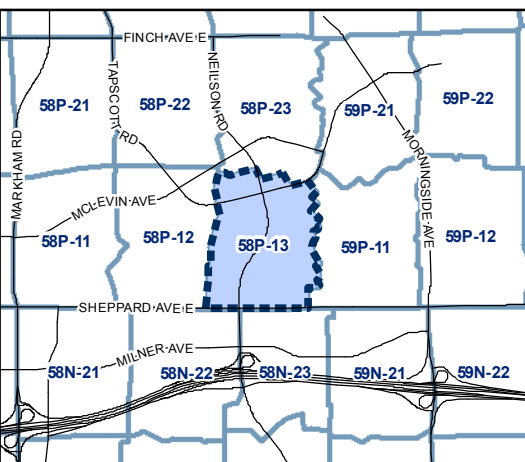 FINCH AVE E
TAPSCOTT RD
NEILSON RD
58P-21
58P-22
58P-23
59P-21
59P-22
MARKHAM RD
MORNINGSIDE AVE
MCLEVIN AVE
58P-11
58P-12
58P-13
59P-11
59P-12
SHEPPARD AVE E
MILNER AVE
58N-21
58N-22
58N-23
59N-21
59N-22